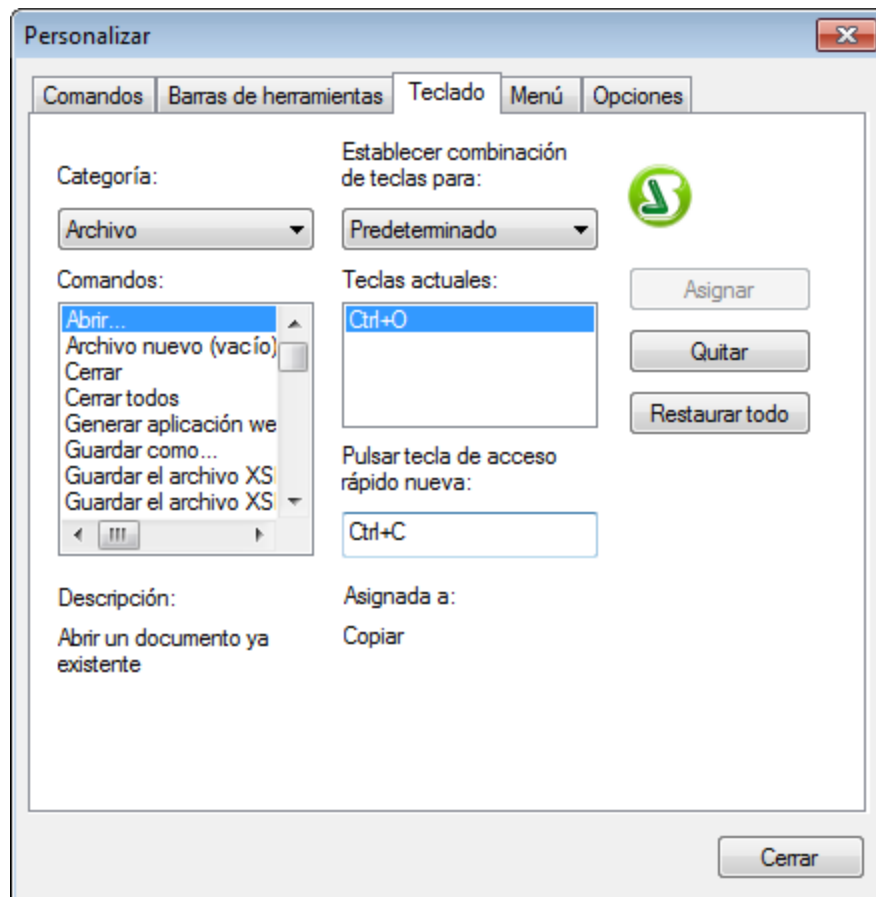 Personalizar
Comandos
Barras de herramientas
Teclado
Menú
Opciones
Categoría:
Archivo
Establecer combinación
de teclas para:
Predeterminado
Comandos:
Abrir...
Archivo nuevo (vacío)
Cerrar
Cerrar todos
Generar aplicación we
Guardar como...
Guardar el archivo XS
Guardar el archivo XS
Teclas actuales:
Ctrl+O
Asignar
Quitar
Restaurar todo
Pulsar tecla de acceso
rápido nueva:
Ctrl+C
Descripción:
Abrir un documento ya
existente
Asignada a:
Copiar
Cerrar